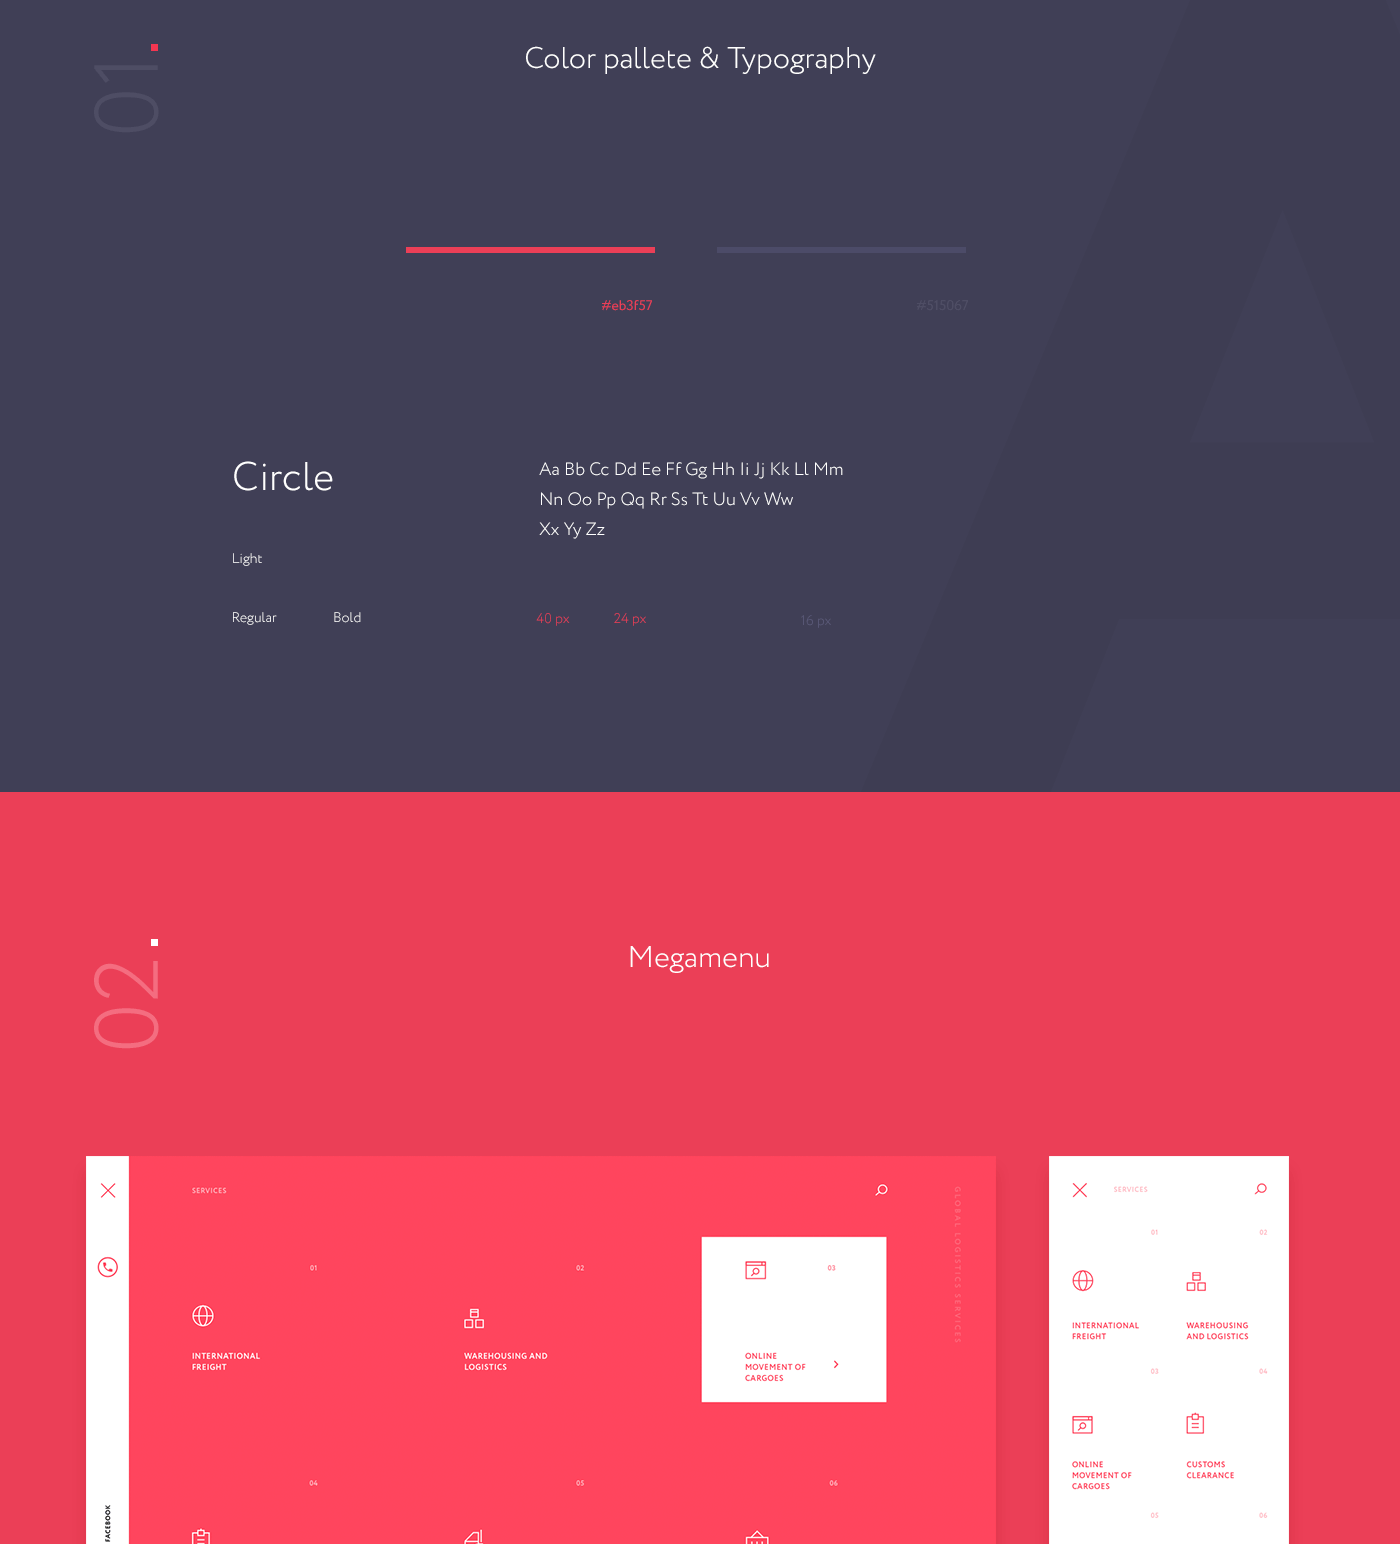 01.
Color pallete & Typography
#eb3f57
#515067
Circle
Aa Bb Cc Dd Ee Ff Gg Hh Ii Jj Kk Ll Mm
Nn Oo Pp Qq Rr Ss Tt Uu Vv Ww
Xx Yy Zz
Light
Regular
Bold
40 px
24 px
16 px
02.
Megamenu
SERVICES
GLOBAL LOGISTICS SERVICES
01
INTERNATIONAL
FREIGHT
02
WAREHOUSING AND
LOGISTICS
03
ONLINE
MOVEMENT OF
CARGOES
04
05
06
FACEBOOK
SERVICES
01
INTERNATIONAL
FREIGHT
02
WAREHOUSING
AND LOGISTICS
03
ONLINE
MOVEMENT OF
CARGOES
04
CUSTOMS
CLEARANCE
05
06